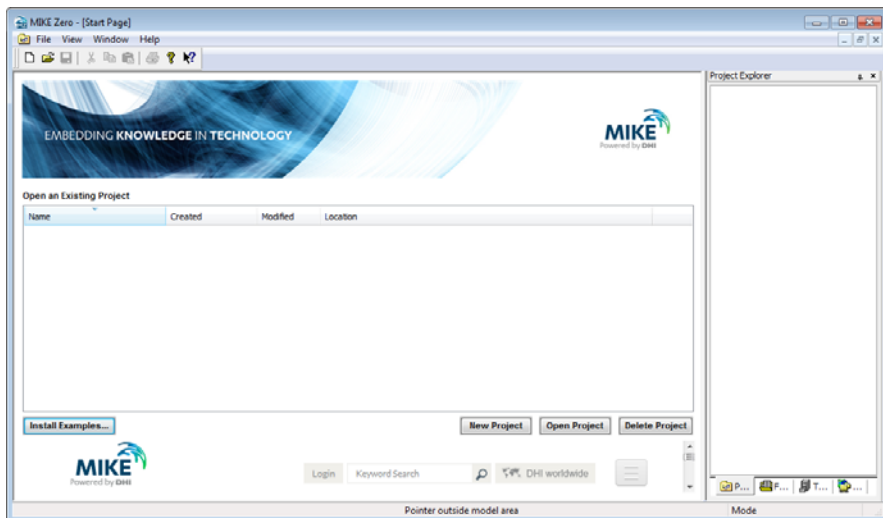 MIKE Zero - [Start Page]
File View Window Help
Project Explorer
EMBEDDING KNOWLEDGE IN TECHNOLOGY
MIKE
Powered by DHI
Open an Existing Project
Name Created Modified Location
Install Examples... New Project Open Project Delete Project
MIKE
Powered by DHI
Login Keyword Search DHI worldwide
P... F... T... ...
Pointer outside model area Mode